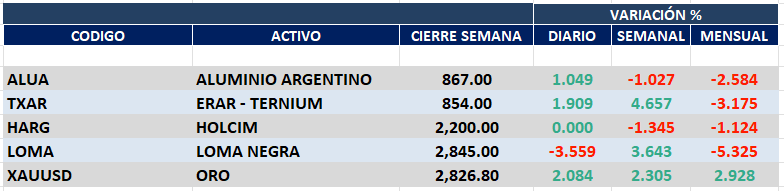 VARIACIÓN %
CODIGO ACTIVO CIERRE SEMANA DIARIO SEMANAL MENSUAL
ALUA ALUMINIO ARGENTINO 867.00 1.049 -1.027 -2.584
TXAR ERAR - TERNIUM 854.00 1.909 4.657 -3.175
HARG HOLCIM 2,200.00 0.000 -1.345 -1.124
LOMA LOMA NEGRA 2,845.00 -3.559 3.643 -5.325
XAUUSD ORO 2,826.80 2.084 2.305 2.928